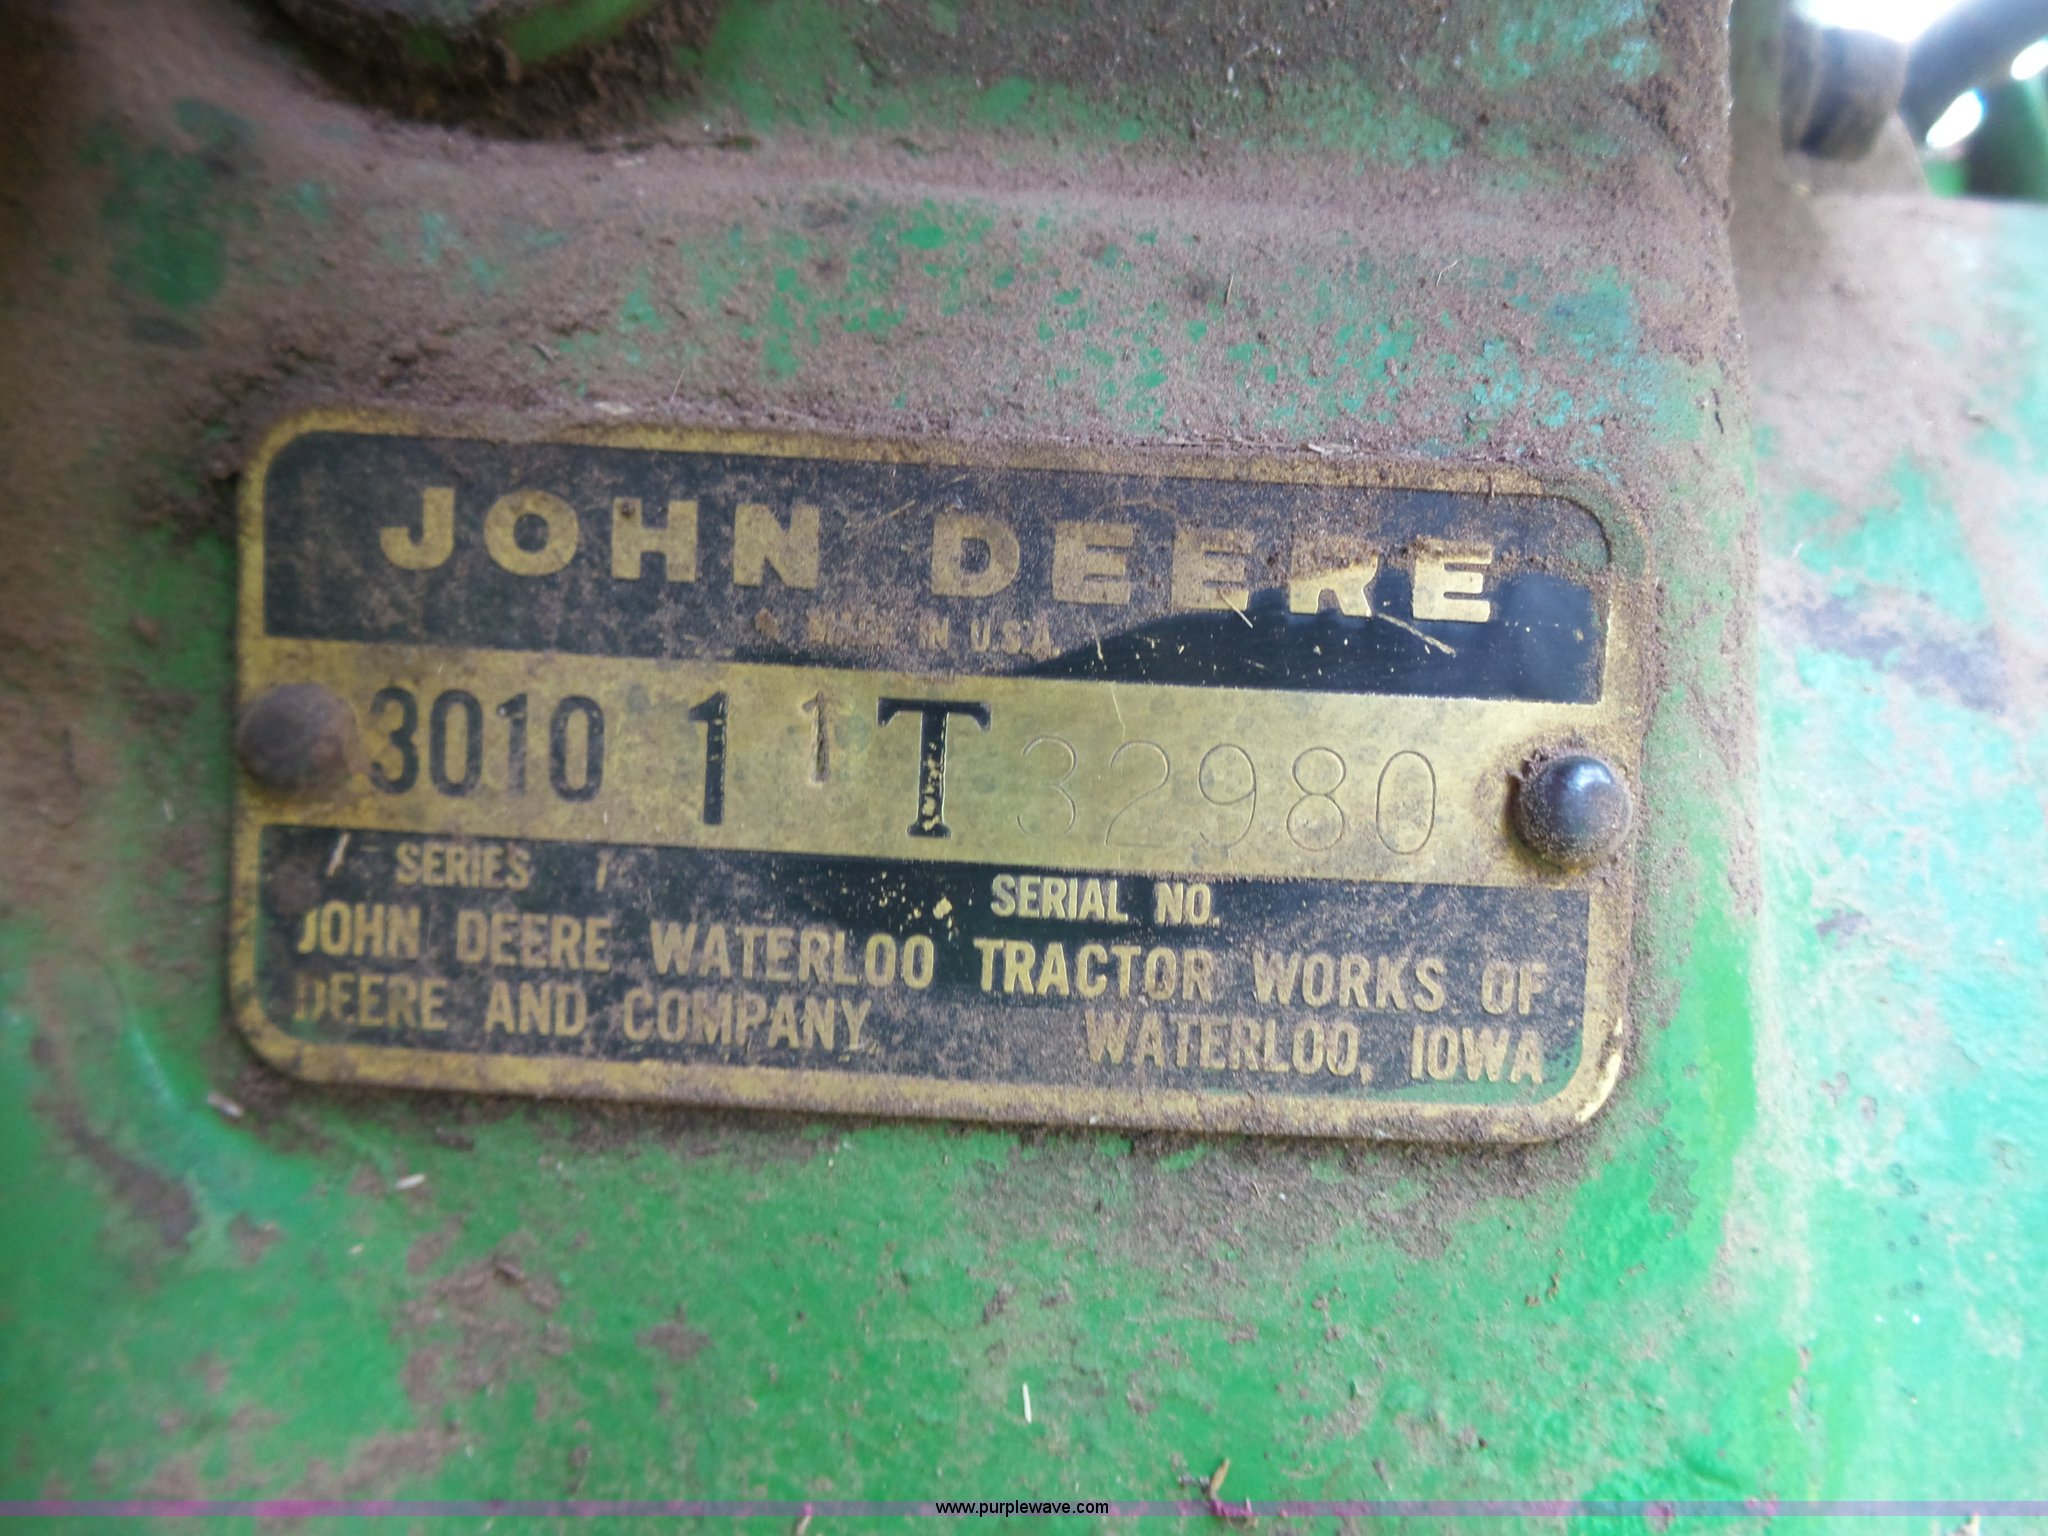 JOHN DEERE
MADE IN U.S.A.
3010 1 1 T 32980
SERIES SERIAL NO.
JOHN DEERE WATERLOO TRACTOR WORKS OF
DEERE AND COMPANY WATERLOO, IOWA
www.purplewave.com